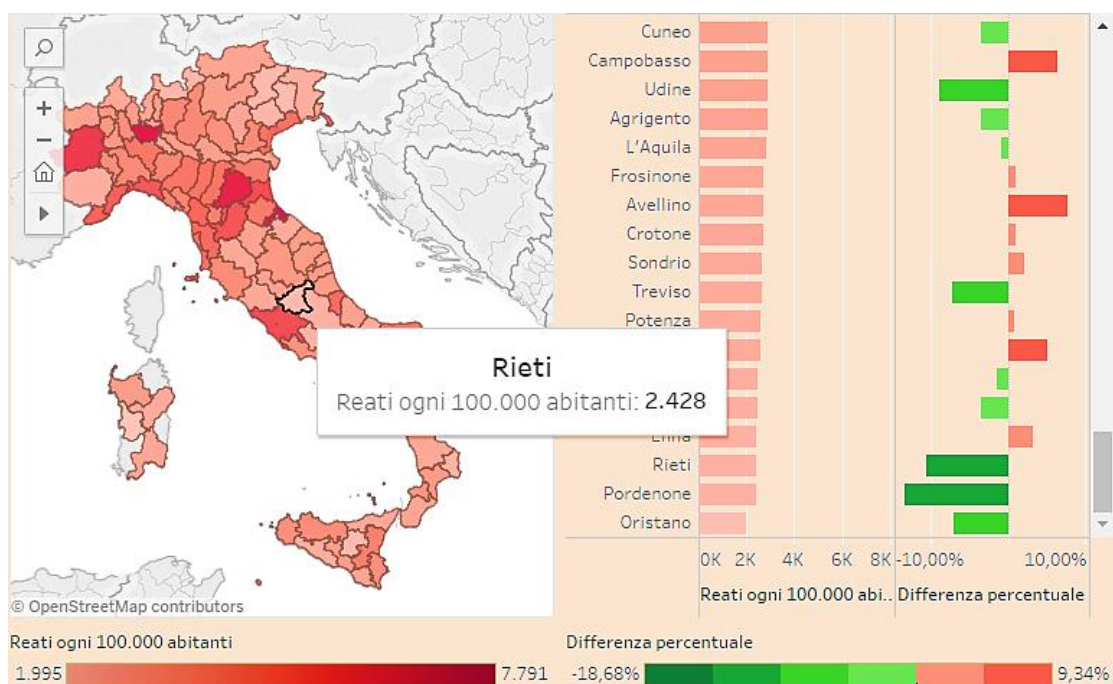 Cuneo
Campobasso
Udine
Agrigento
L'Aquila
Frosinone
Avellino
Crotone
Sondrio
Treviso
Potenza
Rieti
Reati ogni 100.000 abitanti: 2.428
Enna
Rieti
Pordenone
Oristano
0K 2K 4K 6K 8K -10,00% 10,00%
Reati ogni 100.000 abi.. Differenza percentuale
© OpenStreetMap contributors
Reati ogni 100.000 abitanti
1.995 7.791
Differenza percentuale
-18,68% 9,34%